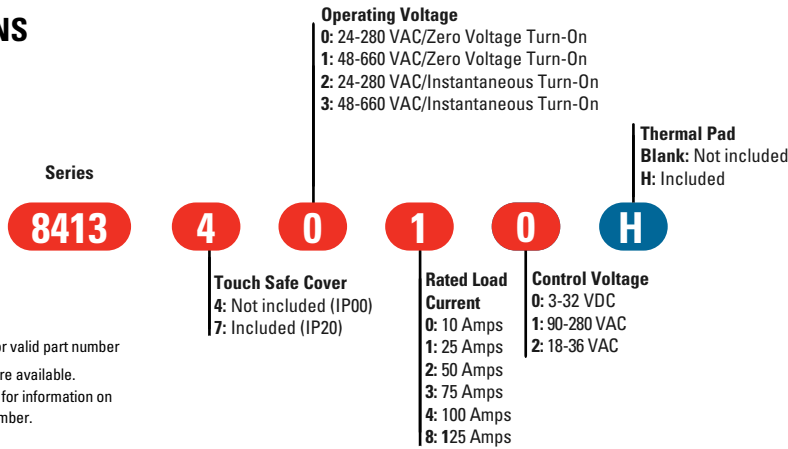 NS
Operating Voltage
0: 24-280 VAC/Zero Voltage Turn-On
1: 48-660 VAC/Zero Voltage Turn-On
2: 24-280 VAC/Instantaneous Turn-On
3: 48-660 VAC/Instantaneous Turn-On
Thermal Pad
Blank: Not included
H: Included
Series
8413 4 0 1 0 H
Touch Safe Cover
4: Not included (IP00)
7: Included (IP20)
Rated Load
Current
0: 10 Amps
1: 25 Amps
2: 50 Amps
3: 75 Amps
4: 100 Amps
8: 125 Amps
Control Voltage
0: 3-32 VDC
1: 90-280 VAC
2: 18-36 VAC
or valid part number
re available.
for information on
mber.